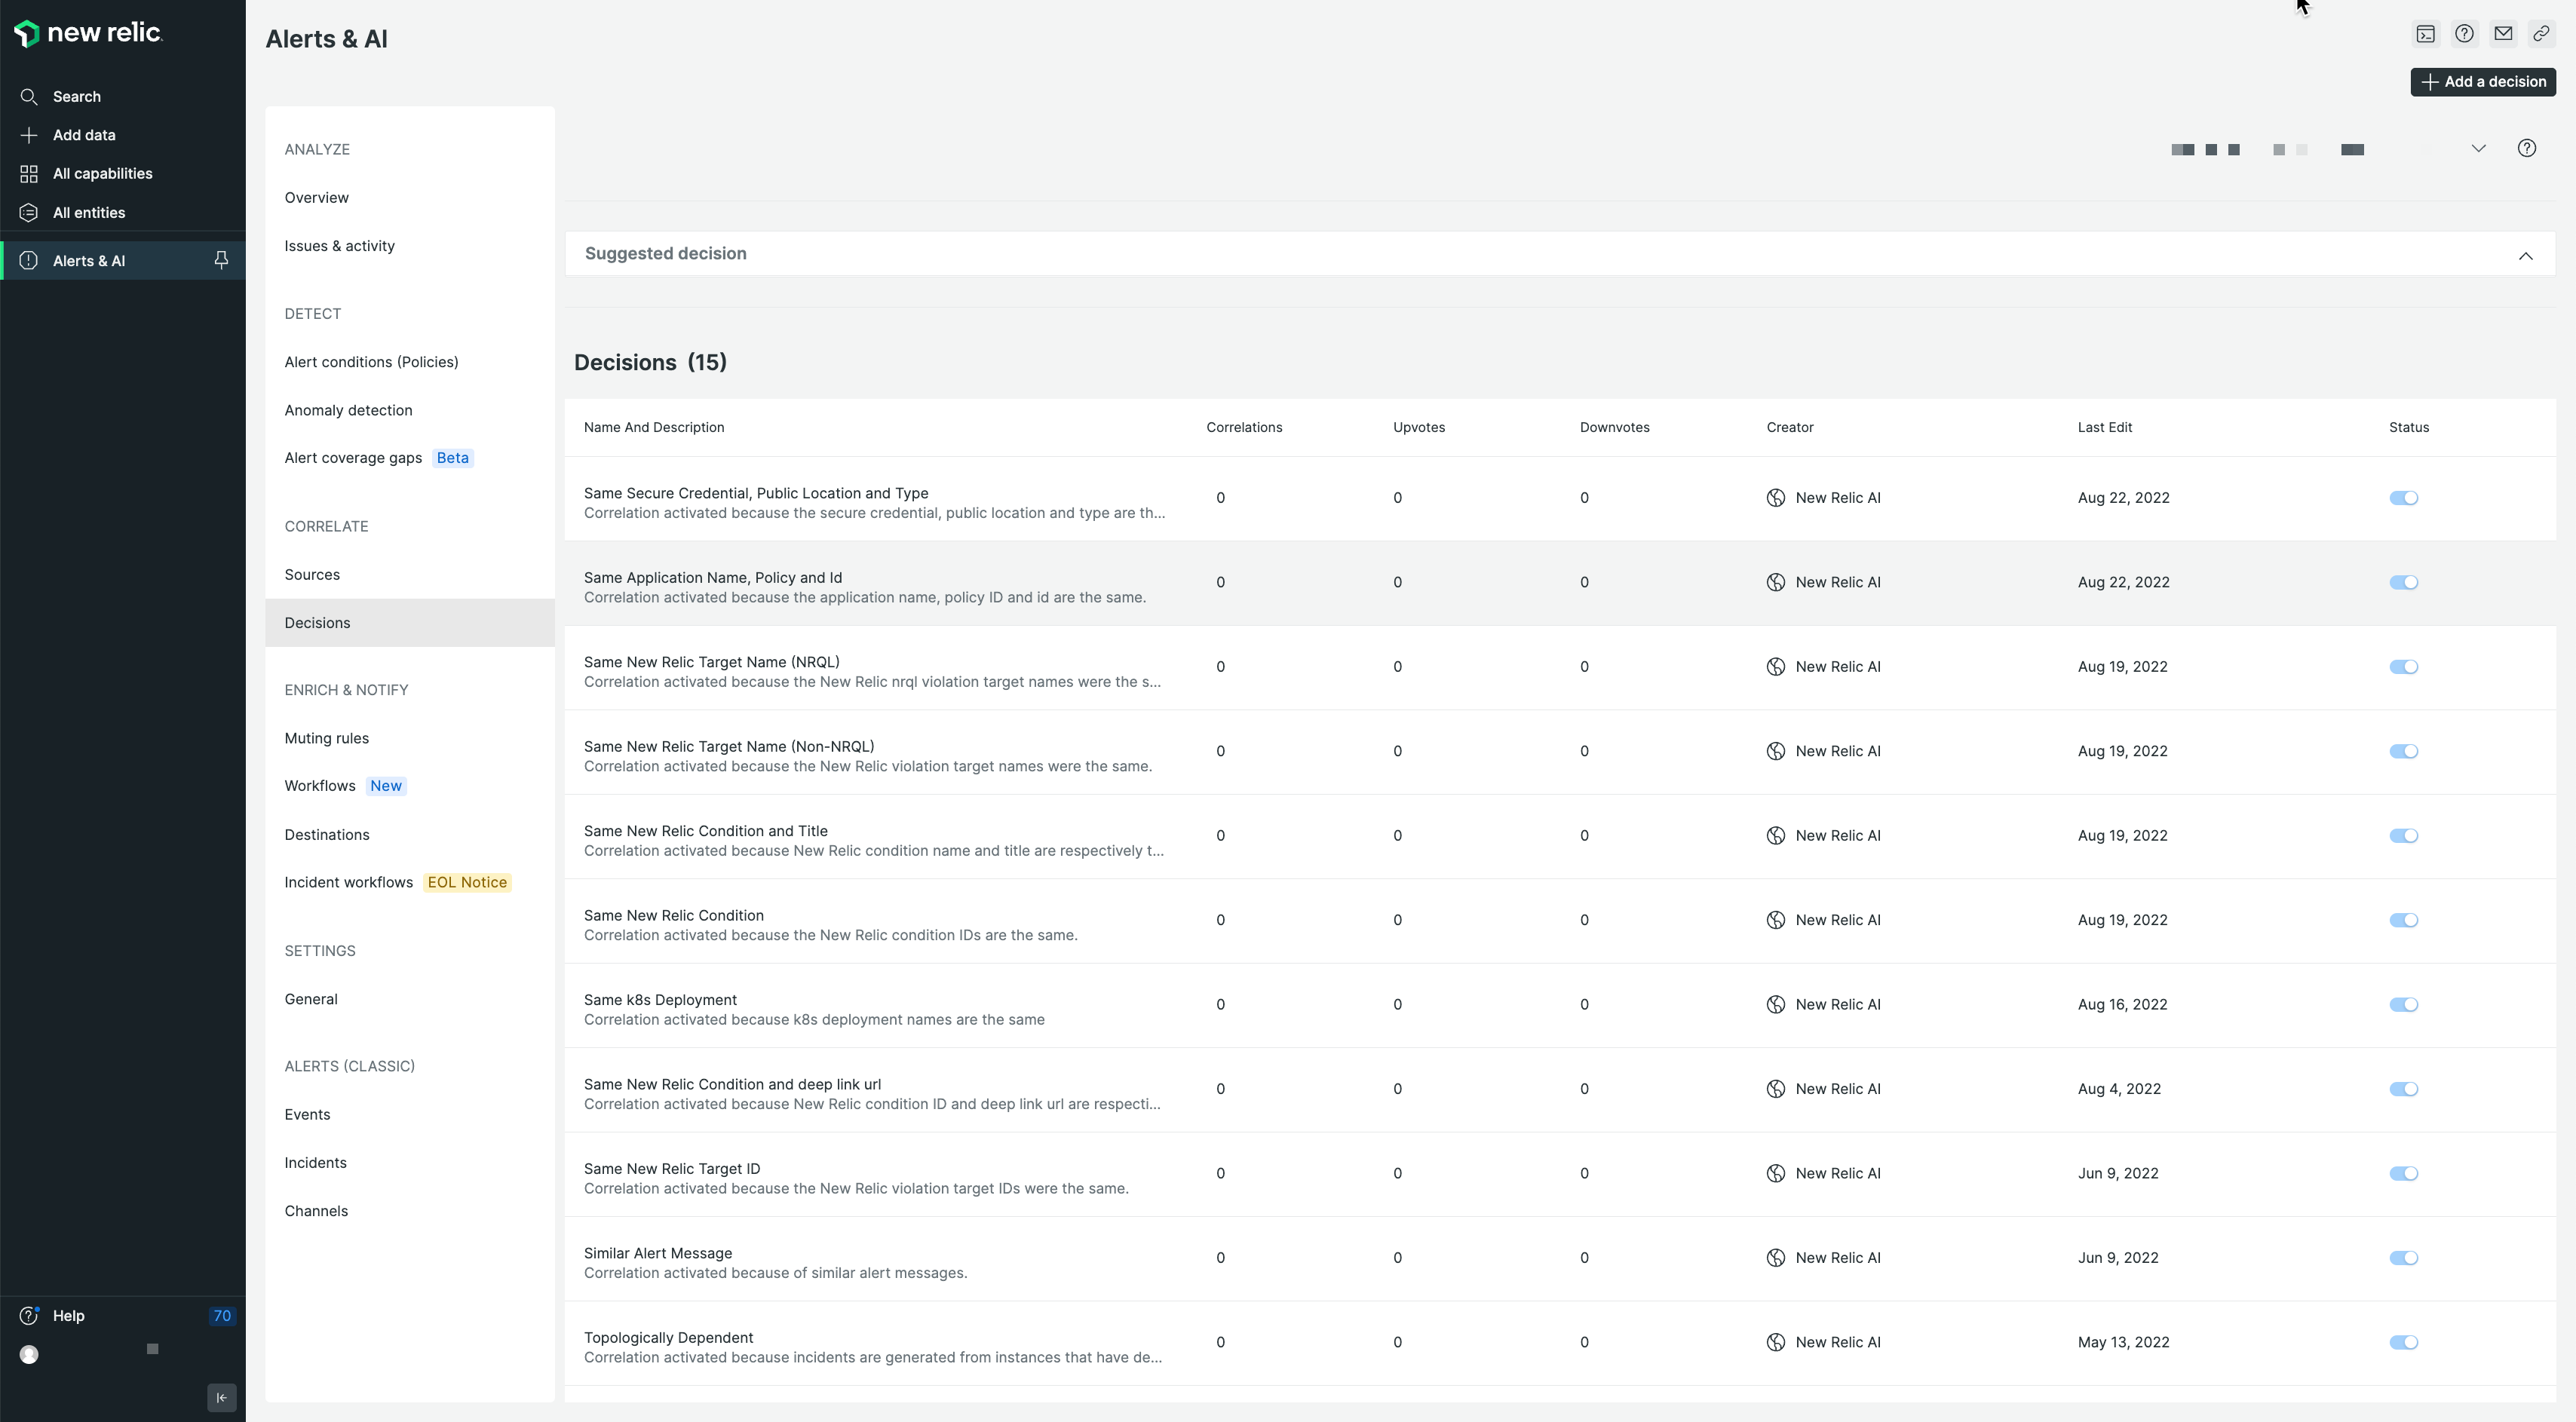 new relic.
Search
Add data
All capabilities
All entities
Alerts & AI
Help 70
Alerts & AI
Add a decision
ANALYZE
Overview
Issues & activity
DETECT
Alert conditions (Policies)
Anomaly detection
Alert coverage gaps Beta
CORRELATE
Sources
Decisions
ENRICH & NOTIFY
Muting rules
Workflows New
Destinations
Incident workflows EOL Notice
SETTINGS
General
ALERTS (CLASSIC)
Events
Incidents
Channels
Suggested decision
Decisions (15)
Name And Description Correlations Upvotes Downvotes Creator Last Edit Status
Same Secure Credential, Public Location and Type
Correlation activated because the secure credential, public location and type are th...
0 0 0 New Relic AI Aug 22, 2022
Same Application Name, Policy and Id
Correlation activated because the application name, policy ID and id are the same.
0 0 0 New Relic AI Aug 22, 2022
Same New Relic Target Name (NRQL)
Correlation activated because the New Relic nrql violation target names were the s...
0 0 0 New Relic AI Aug 19, 2022
Same New Relic Target Name (Non-NRQL)
Correlation activated because the New Relic violation target names were the same.
0 0 0 New Relic AI Aug 19, 2022
Same New Relic Condition and Title
Correlation activated because New Relic condition name and title are respectively t...
0 0 0 New Relic AI Aug 19, 2022
Same New Relic Condition
Correlation activated because the New Relic condition IDs are the same.
0 0 0 New Relic AI Aug 19, 2022
Same k8s Deployment
Correlation activated because k8s deployment names are the same
0 0 0 New Relic AI Aug 16, 2022
Same New Relic Condition and deep link url
Correlation activated because New Relic condition ID and deep link url are respecti...
0 0 0 New Relic AI Aug 4, 2022
Same New Relic Target ID
Correlation activated because the New Relic violation target IDs were the same.
0 0 0 New Relic AI Jun 9, 2022
Similar Alert Message
Correlation activated because of similar alert messages.
0 0 0 New Relic AI Jun 9, 2022
Topologically Dependent
Correlation activated because incidents are generated from instances that have de...
0 0 0 New Relic AI May 13, 2022